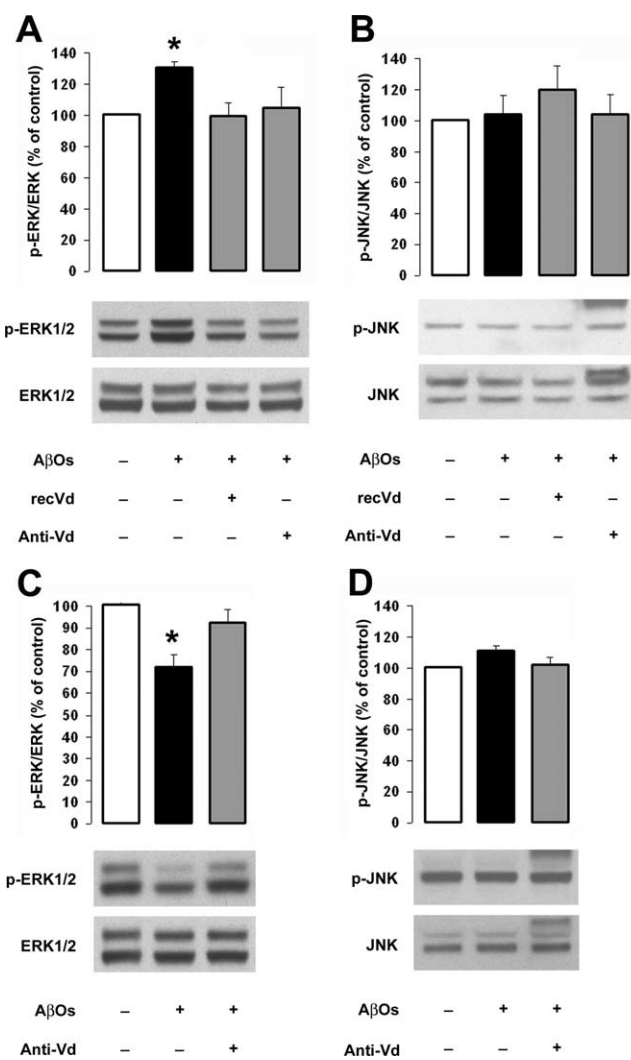 A
*
p-ERK/ERK (% of control)
140
120
100
80
60
40
20
0
p-ERK1/2
ERK1/2
AβOs – + + +
recVd – – + –
Anti-Vd – – – +
B
p-JNK/JNK (% of control)
140
120
100
80
60
40
20
0
p-JNK
JNK
AβOs – + + +
recVd – – + –
Anti-Vd – – – +
C
*
p-ERK/ERK (% of control)
100
90
80
70
60
50
40
30
20
10
0
p-ERK1/2
ERK1/2
AβOs – + +
Anti-Vd – – +
D
p-JNK/JNK (% of control)
140
120
100
80
60
40
20
0
p-JNK
JNK
AβOs – + +
Anti-Vd – – +